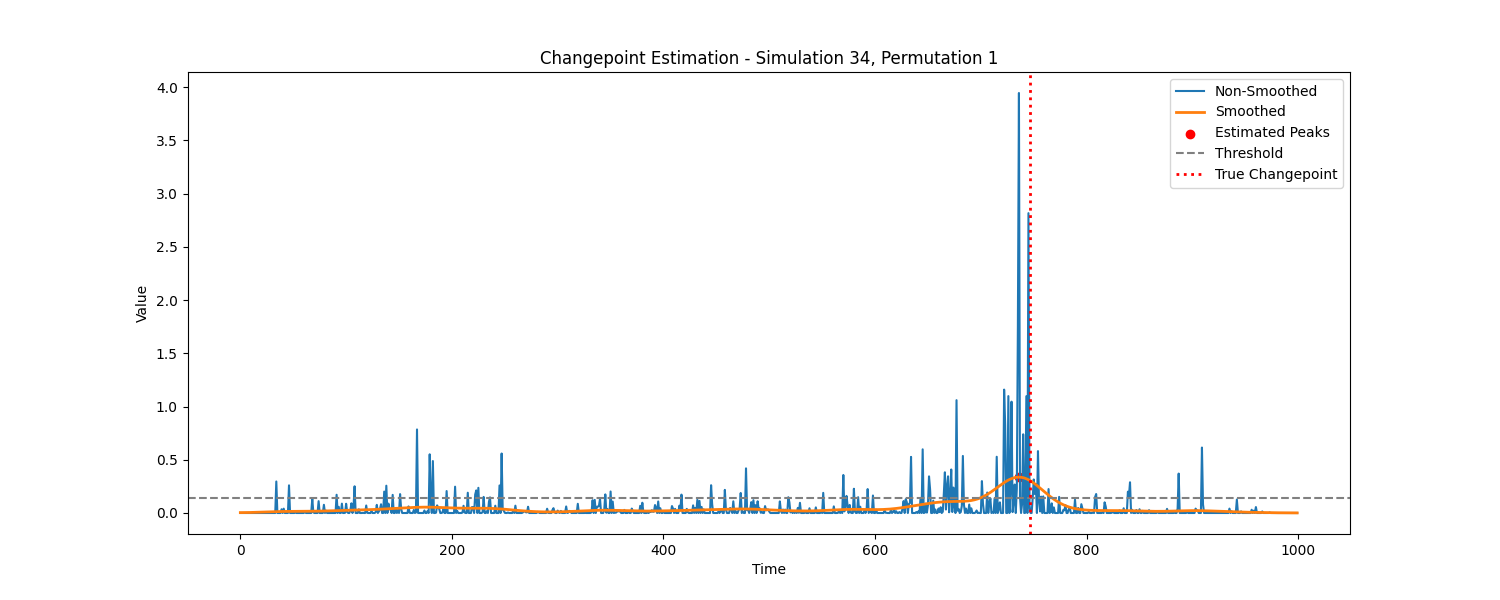 Changepoint Estimation - Simulation 34, Permutation 1
4.0
3.5
3.0
2.5
2.0
1.5
1.0
0.5
0.0
Value
Non-Smoothed
Smoothed
Estimated Peaks
Threshold
True Changepoint
0
200
400
600
800
1000
Time